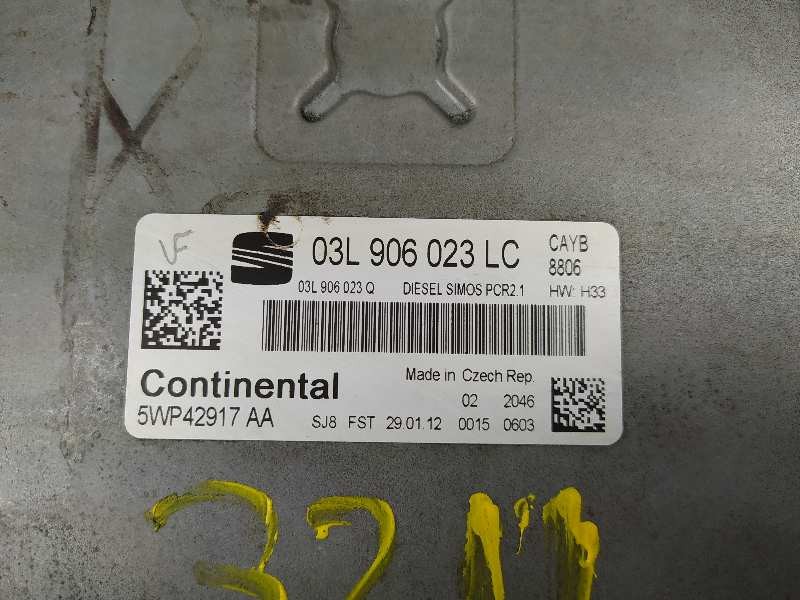 VF
03L 906 023 LC
CAYB
8806
03L 906 023 Q DIESEL SIMOS PCR2.1 HW: H33
Continental
Made in Czech Rep.
02 2046
5WP42917 AA
SJ8 FST 29.01.12 0015 0603